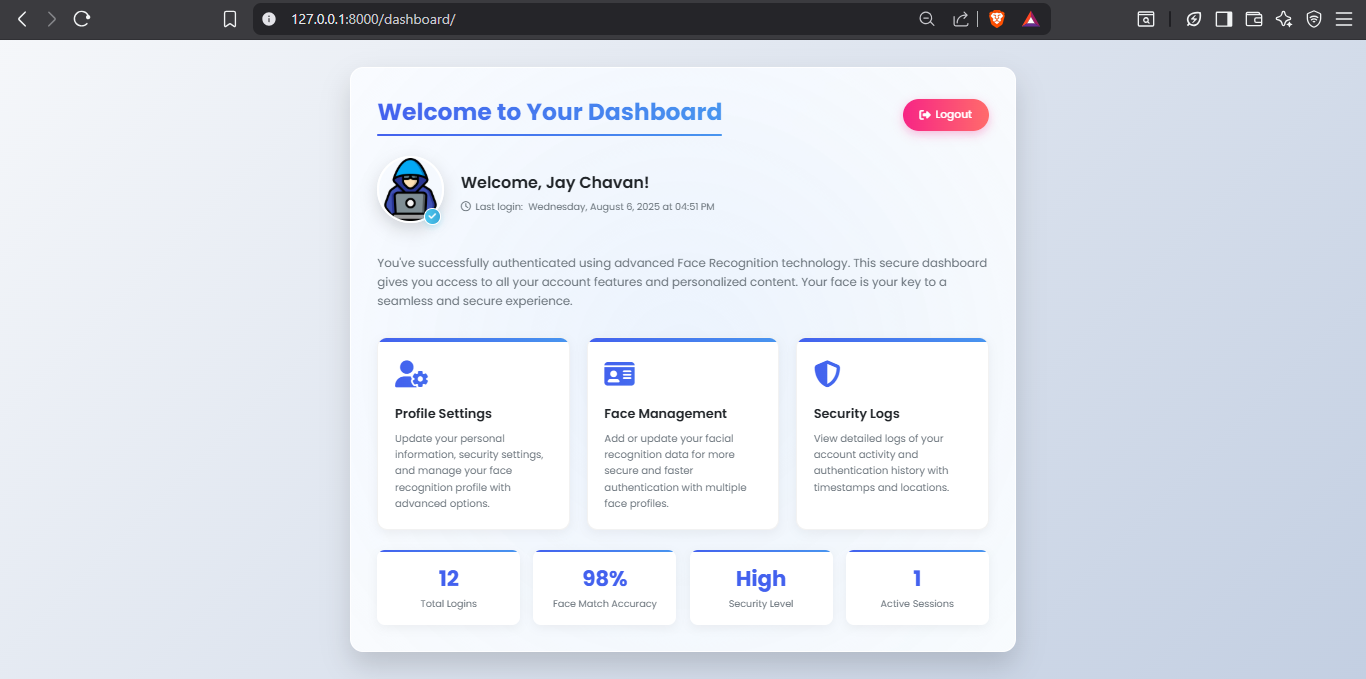 127.0.0.1:8000/dashboard/
Welcome to Your Dashboard
Logout
Welcome, Jay Chavan!
Last login: Wednesday, August 6, 2025 at 04:51 PM
You've successfully authenticated using advanced Face Recognition technology. This secure dashboard
gives you access to all your account features and personalized content. Your face is your key to a
seamless and secure experience.
Profile Settings
Update your personal
information, security settings,
and manage your face
recognition profile with
advanced options.
Face Management
Add or update your facial
recognition data for more
secure and faster
authentication with multiple
face profiles.
Security Logs
View detailed logs of your
account activity and
authentication history with
timestamps and locations.
12
Total Logins
98%
Face Match Accuracy
High
Security Level
1
Active Sessions